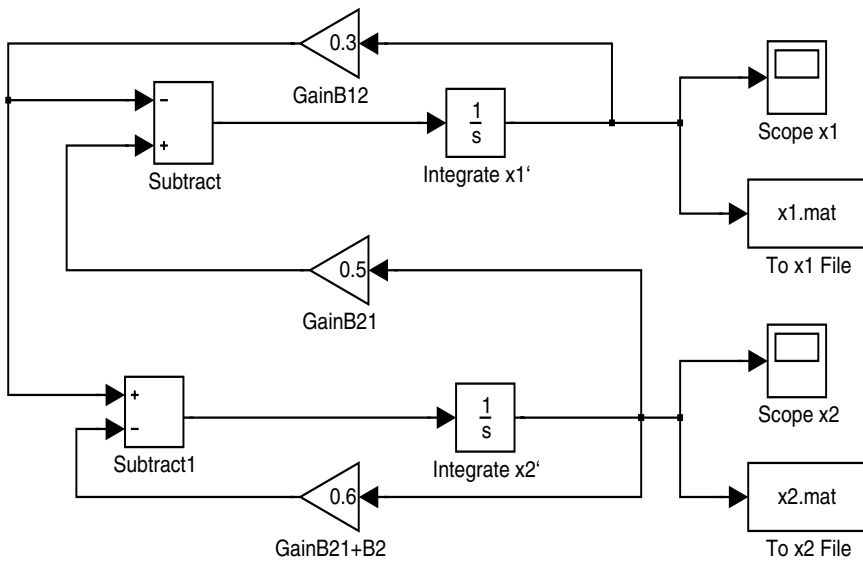 0.3
GainB12
−
+
Subtract
1
s
Integrate x1‘
Scope x1
x1.mat
To x1 File
0.5
GainB21
+
−
Subtract1
1
s
Integrate x2‘
Scope x2
0.6
GainB21+B2
x2.mat
To x2 File